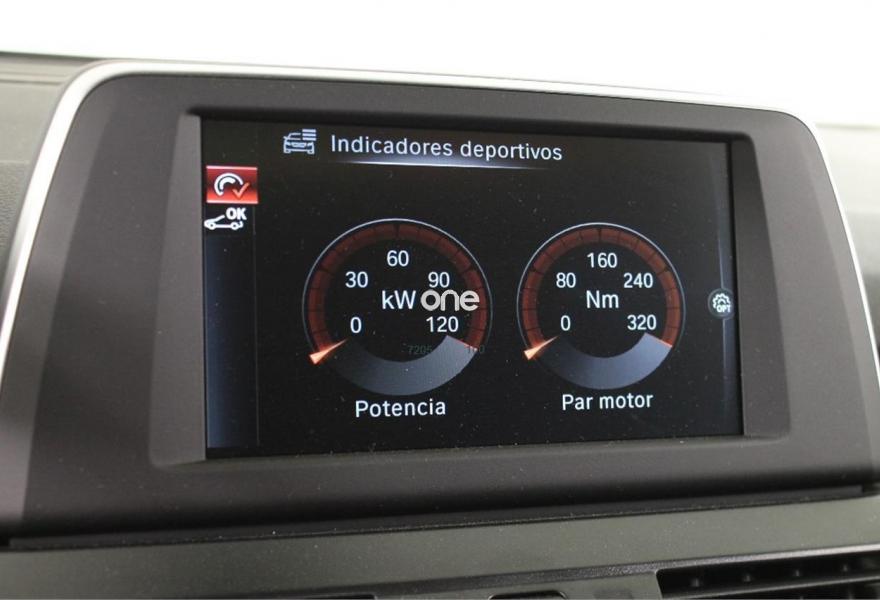 Indicadores deportivos
OK
60
30
90
kW
0
120
160
80
240
Nm
0
320
OPT
one
Potencia
Par motor